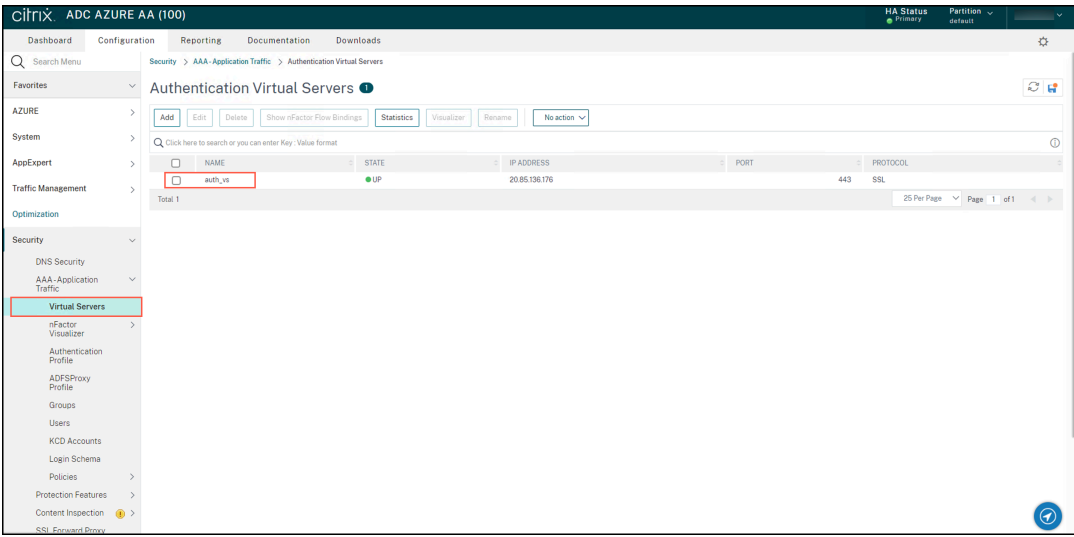 citrix. ADC AZURE AA (100)
HA Status
Primary
Partition
default
Dashboard Configuration Reporting Documentation Downloads
Search Menu
Favorites
AZURE
System
AppExpert
Traffic Management
Optimization
Security
DNS Security
AAA - Application
Traffic
Virtual Servers
nFactor
Visualizer
Authentication
Profile
ADFSProxy
Profile
Groups
Users
KCD Accounts
Login Schema
Policies
Protection Features
Content Inspection
SSL Forward Proxy
Security > AAA - Application Traffic > Authentication Virtual Servers
Authentication Virtual Servers 1
Add Edit Delete Show nFactor Flow Bindings Statistics Visualizer Rename No action
Click here to search or you can enter Key : Value format
NAME STATE IP ADDRESS PORT PROTOCOL
auth_vs UP 20.85.136.176 443 SSL
Total 1 25 Per Page Page 1 of 1